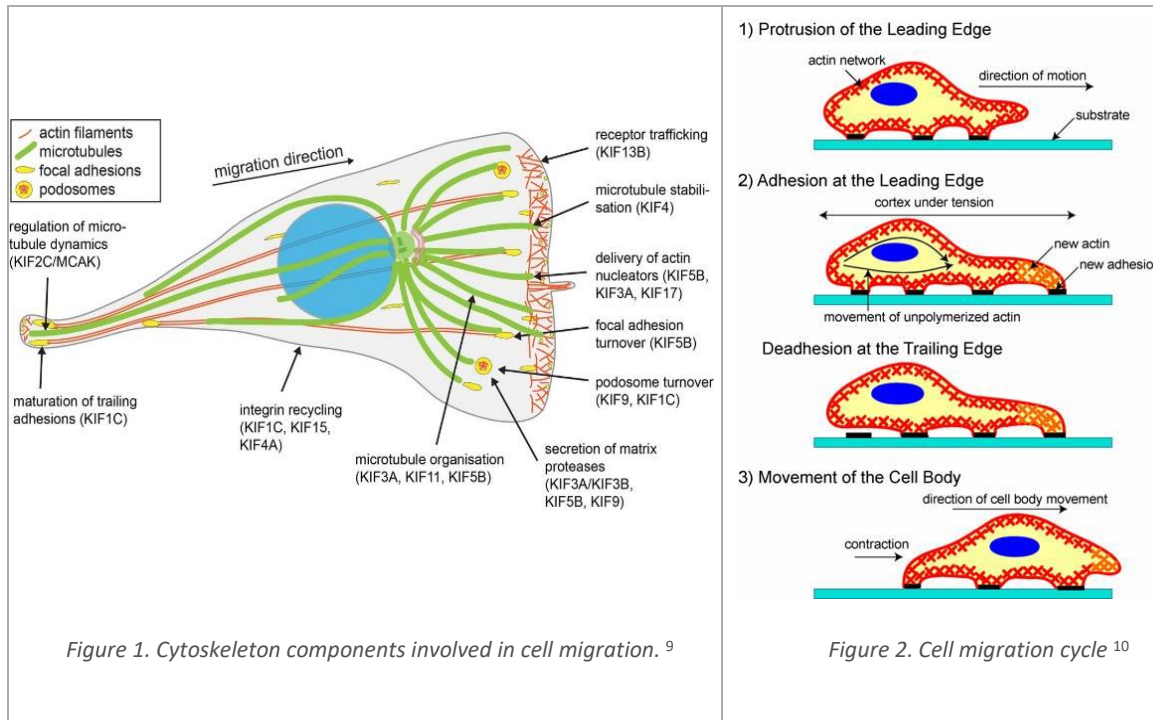 actin filaments
microtubules
focal adhesions
podosomes
migration direction
regulation of micro-
tubule dynamics
(KIF2C/MCAK)
maturation of trailing
adhesions (KIF1C)
integrin recycling
(KIF1C, KIF15,
KIF4A)
microtubule organisation
(KIF3A, KIF11, KIF5B)
receptor trafficking
(KIF13B)
microtubule stabili-
sation (KIF4)
delivery of actin
nucleators (KIF5B,
KIF3A, KIF17)
focal adhesion
turnover (KIF5B)
podosome turnover
(KIF9, KIF1C)
secretion of matrix
proteases
(KIF3A/KIF3B,
KIF5B, KIF9)
Figure 1. Cytoskeleton components involved in cell migration. 9
1) Protrusion of the Leading Edge
actin network
direction of motion
substrate
2) Adhesion at the Leading Edge
cortex under tension
new actin
new adhesio
movement of unpolymerized actin
Deadhesion at the Trailing Edge
3) Movement of the Cell Body
direction of cell body movement
contraction
Figure 2. Cell migration cycle 10